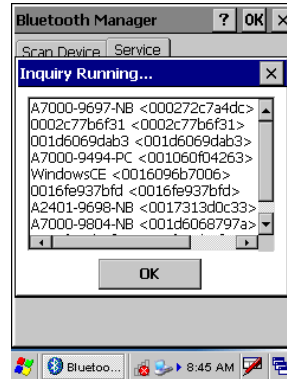 Bluetooth Manager ? OK ×
Scan Device Service
Inquiry Running... ×
A7000-9697-NB <000272c7a4dc>
0002c77b6f31 <0002c77b6f31>
001d6069dab3 <001d6069dab3>
A7000-9494-PC <001060f04263>
WindowsCE <0016096b7006>
0016fe937bfd <0016fe937bfd>
A2401-9698-NB <0017313d0c33>
A7000-9804-NB <001d6068797a>
OK
Bluetoo... 8:45 AM